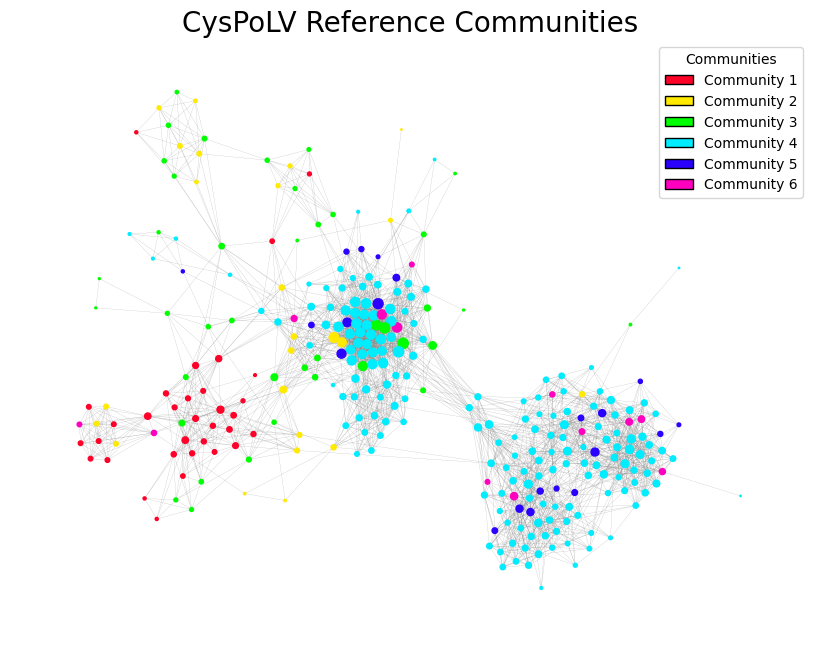 CysPoLV Reference Communities
Communities
Community 1
Community 2
Community 3
Community 4
Community 5
Community 6